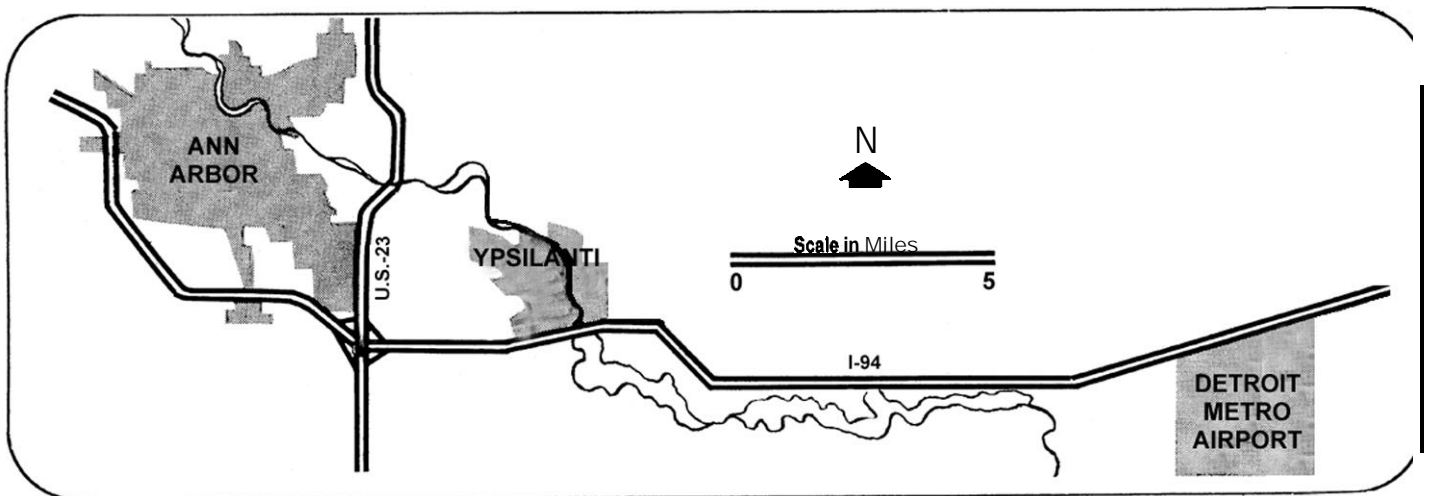 ANN
ARBOR
N
U.S.-23
YPSILANTI
Scale in Miles
0 5
I-94
DETROIT
METRO
AIRPORT